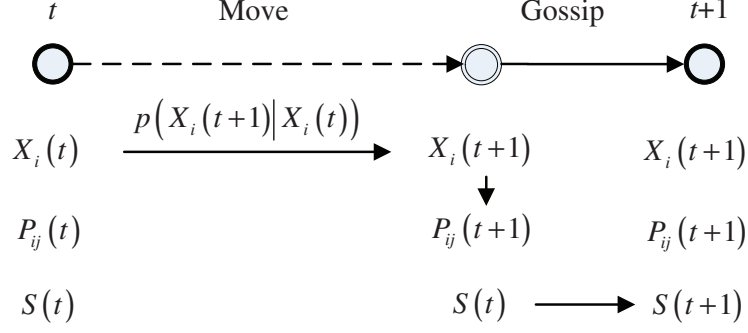 t Move Gossip t+1
p(X_i(t+1)|X_i(t))
X_i(t) X_i(t+1) X_i(t+1)
P_ij(t) P_ij(t+1) P_ij(t+1)
S(t) S(t) S(t+1)